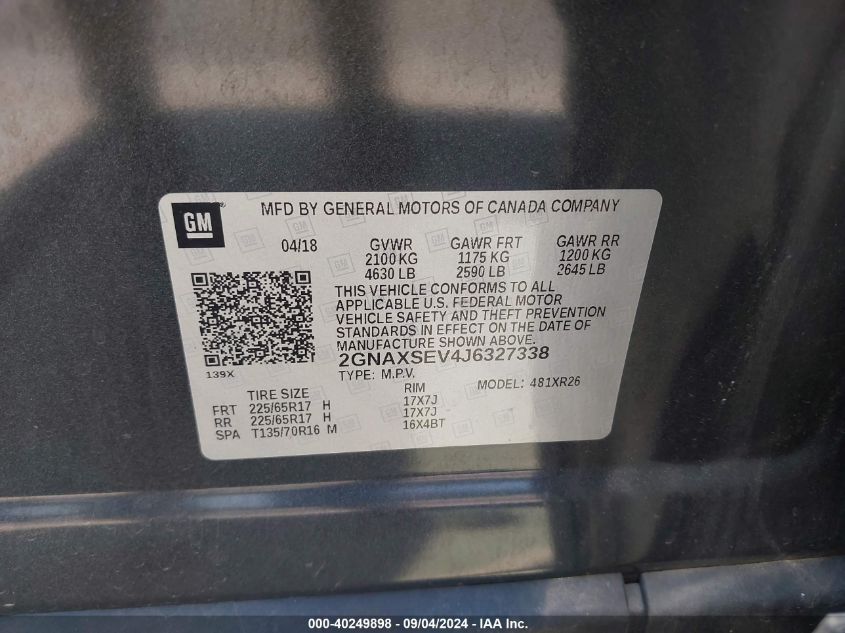 GM ® MFD BY GENERAL MOTORS OF CANADA COMPANY
04/18 GVWR GAWR FRT GAWR RR
2100 KG 1175 KG 1200 KG
4630 LB 2590 LB 2645 LB
THIS VEHICLE CONFORMS TO ALL
APPLICABLE U.S. FEDERAL MOTOR
VEHICLE SAFETY AND THEFT PREVENTION
STANDARDS IN EFFECT ON THE DATE OF
MANUFACTURE SHOWN ABOVE.
2GNAXSEV4J6327338
139X TYPE: M.P.V. MODEL: 481XR26
TIRE SIZE RIM
FRT 225/65R17 H 17X7J
RR 225/65R17 H 17X7J
SPA T135/70R16 M 16X4BT
000-40249898 - 09/04/2024 - IAA Inc.